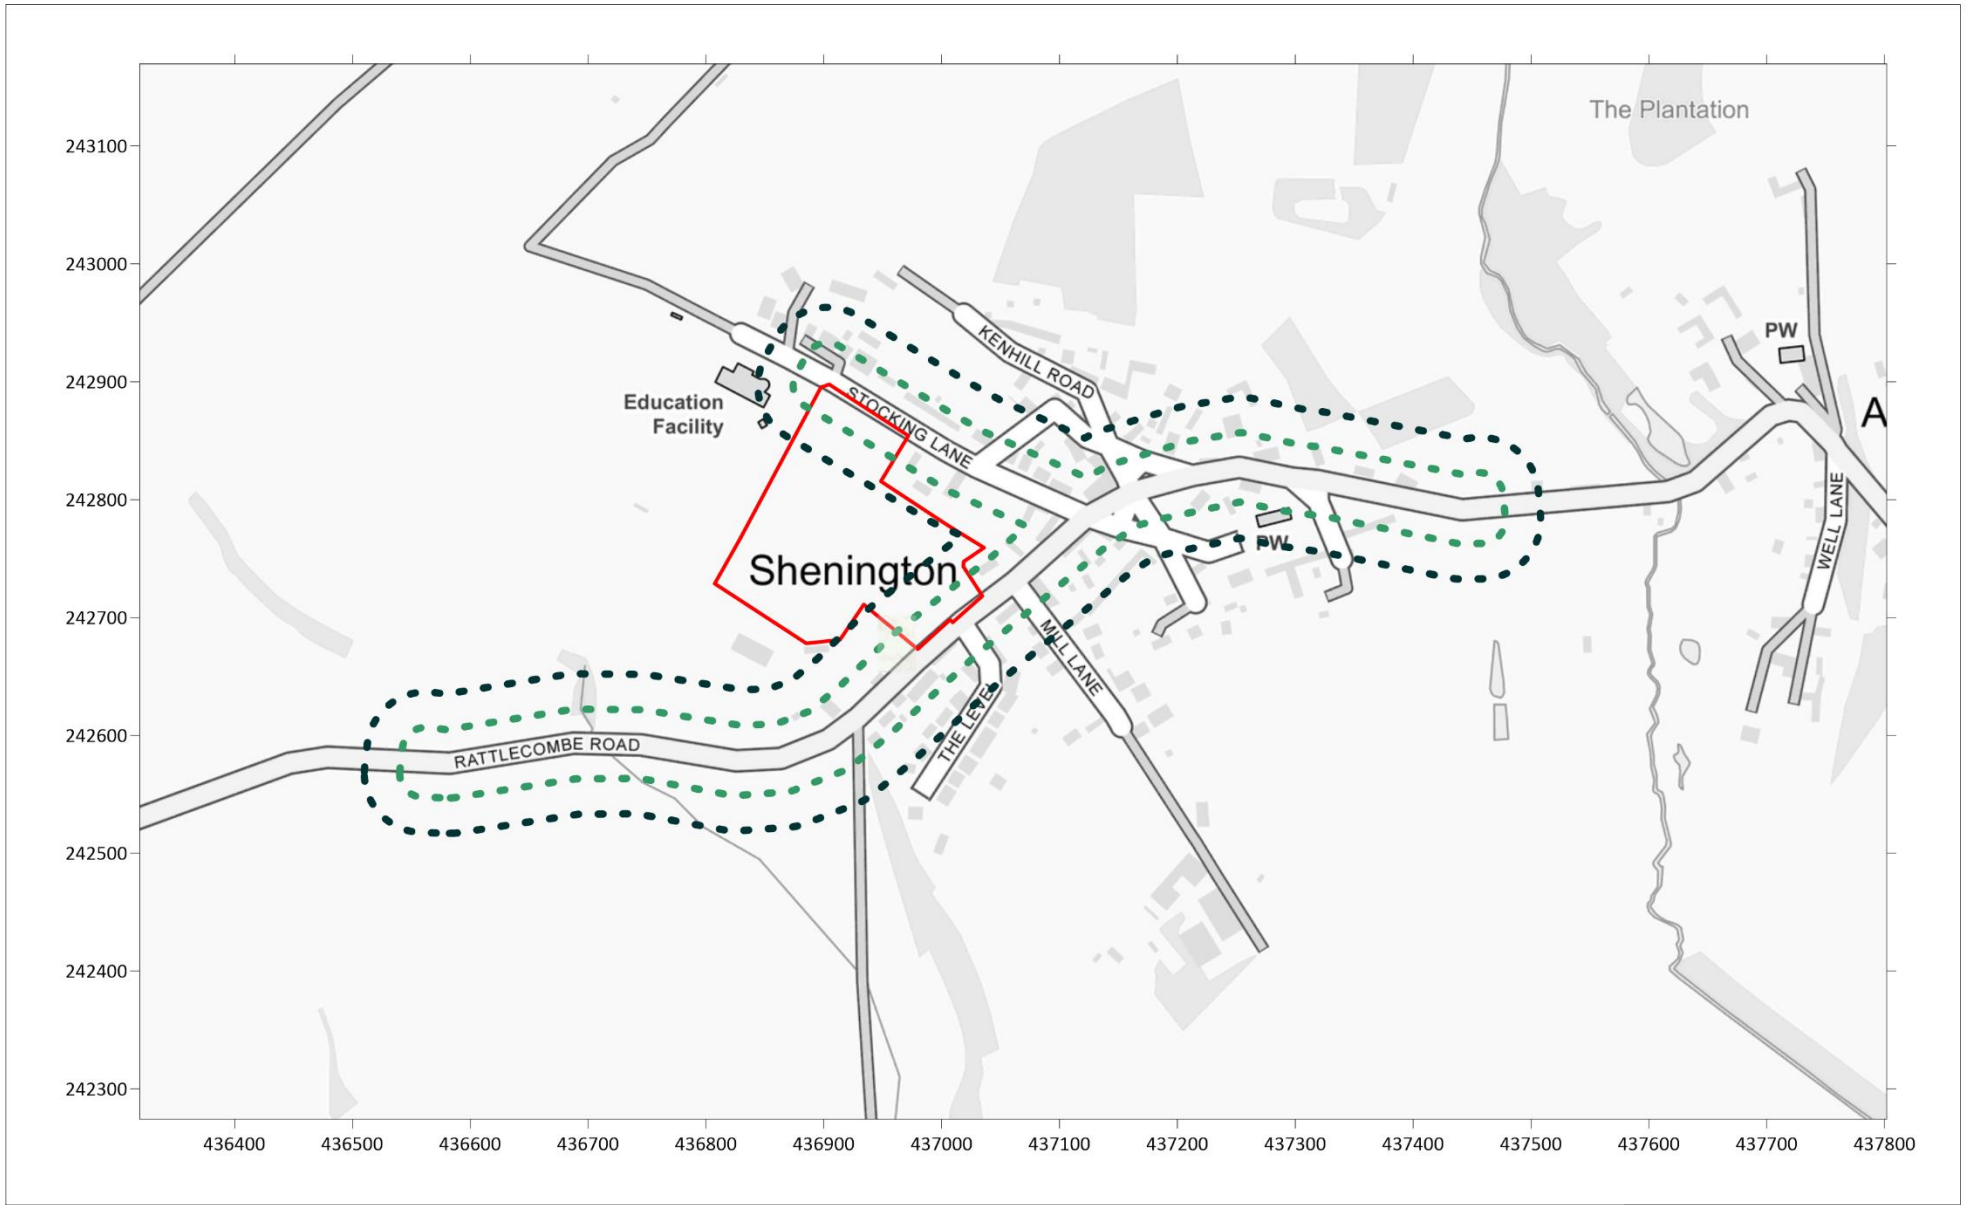 The Plantation
243100
243000
PW
KENHILL ROAD
242900
Education
Facility
STOCKING LANE
A
242800
WELL LANE
PW
Shenington
242700
MILL LANE
THE LEVEL
242600
RATTLECOMBE ROAD
242500
242400
242300
436400 436500 436600 436700 436800 436900 437000 437100 437200 437300 437400 437500 437600 437700 437800